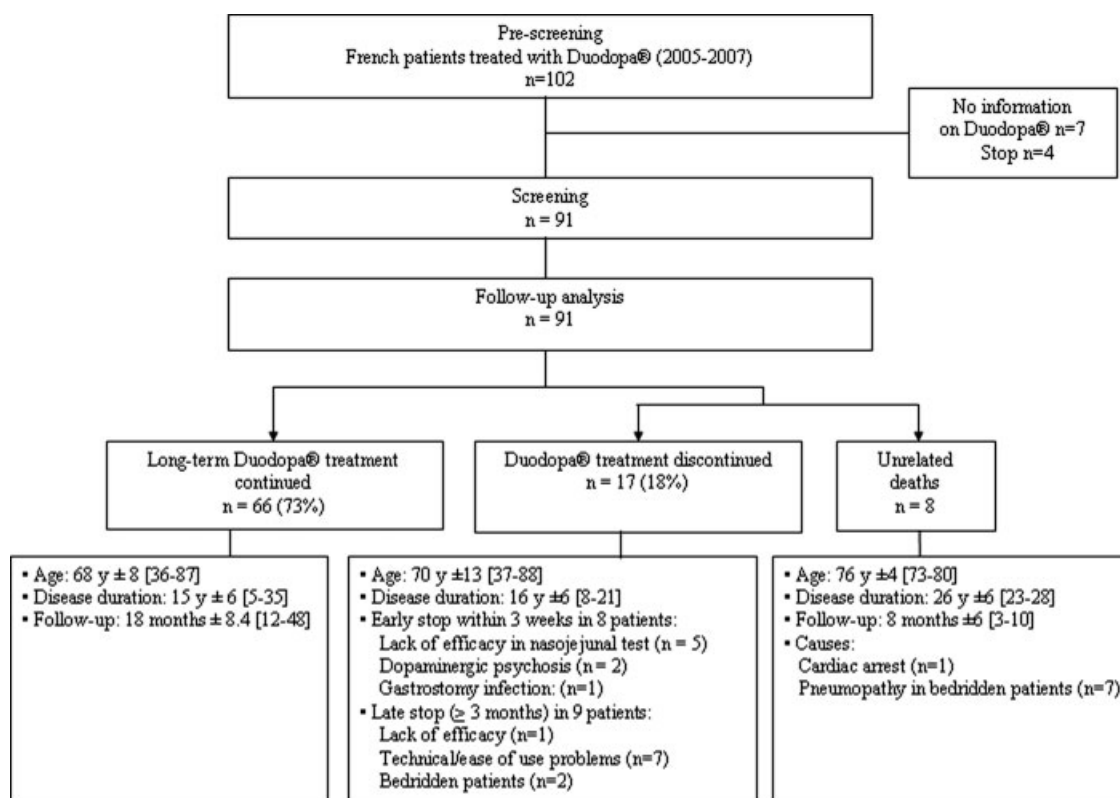 Pre-screening
French patients treated with Duodopa® (2005-2007)
n=102
No information
on Duodopa® n=7
Stop n=4
Screening
n = 91
Follow-up analysis
n = 91
Long-term Duodopa® treatment
continued
n = 66 (73%)
Duodopa® treatment discontinued
n = 17 (18%)
Unrelated
deaths
n = 8
▪ Age: 68 y ± 8 [36-87]
▪ Disease duration: 15 y ± 6 [5-35]
▪ Follow-up: 18 months ± 8.4 [12-48]
▪ Age: 70 y ±13 [37-88]
▪ Disease duration: 16 y ±6 [8-21]
▪ Early stop within 3 weeks in 8 patients:
Lack of efficacy in nasojejunal test (n = 5)
Dopaminergic psychosis (n = 2)
Gastrostomy infection: (n=1)
▪ Late stop (≥ 3 months) in 9 patients:
Lack of efficacy (n=1)
Technical/ease of use problems (n=7)
Bedridden patients (n=2)
▪ Age: 76 y ±4 [73-80]
▪ Disease duration: 26 y ±6 [23-28]
▪ Follow-up: 8 months ±6 [3-10]
▪ Causes:
Cardiac arrest (n=1)
Pneumopathy in bedridden patients (n=7)